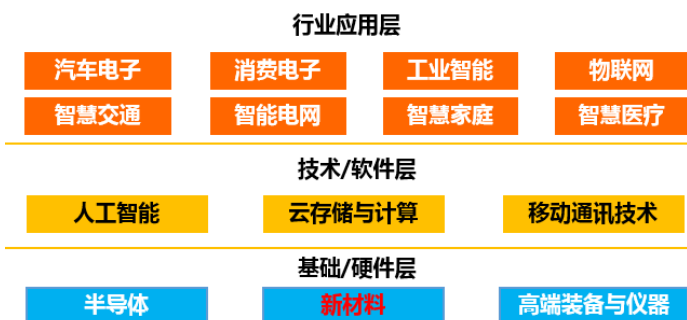 行业应用层
汽车电子 消费电子 工业智能 物联网
智慧交通 智能电网 智慧家庭 智慧医疗
技术/软件层
人工智能 云存储与计算 移动通讯技术
基础/硬件层
半导体 新材料 高端装备与仪器